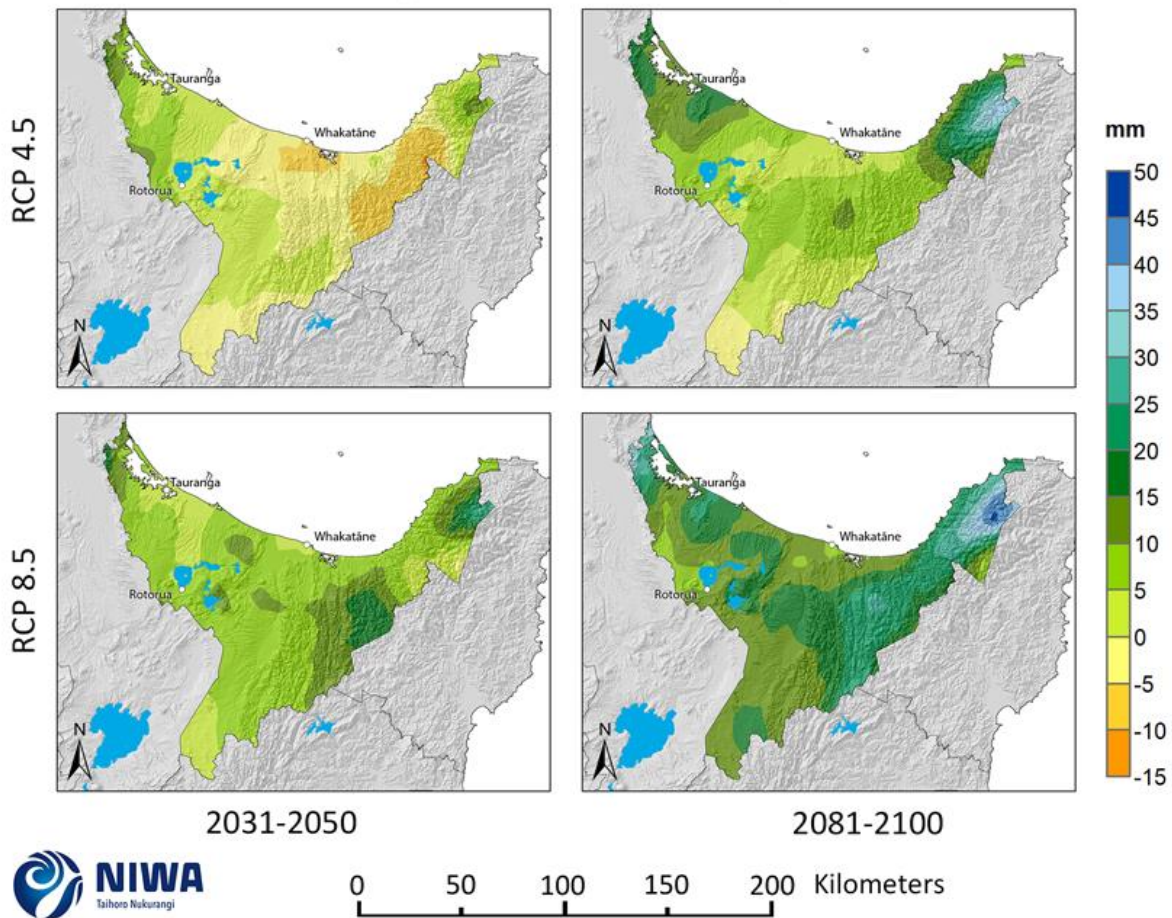 RCP 4.5
Tauranga
Whakatāne
Rotorua
N
Tauranga
Whakatāne
Rotorua
N
mm
50
45
40
35
30
25
20
15
10
5
0
-5
-10
-15
RCP 8.5
Tauranga
Whakatāne
Rotorua
N
Tauranga
Whakatāne
Rotorua
N
2031-2050
2081-2100
NIWA
Taihoro Nukurangi
0 50 100 150 200 Kilometers